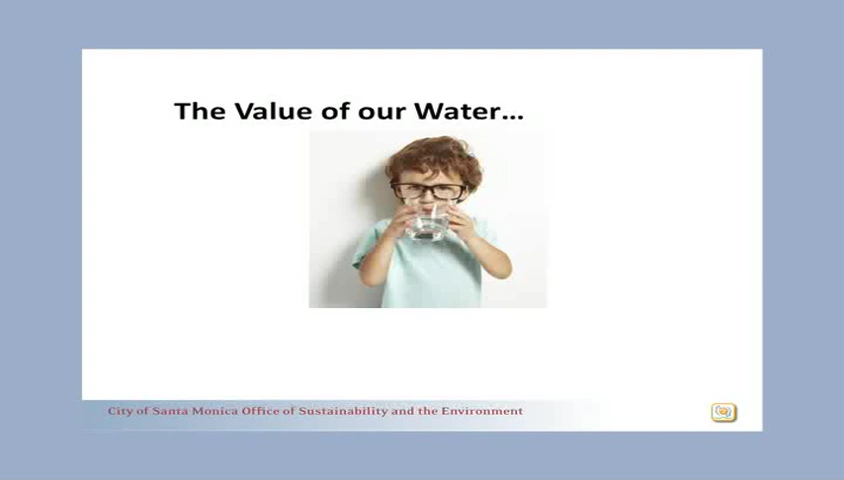 The Value of our Water...
City of Santa Monica Office of Sustainability and the Environment